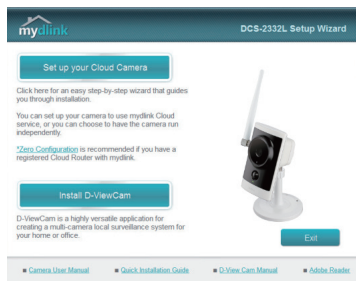 mydlink
DCS-2332L Setup Wizard
Set up your Cloud Camera
Click here for an easy step-by-step wizard that guides
you through installation.
You can set up your camera to use mydlink Cloud
service, or you can choose to have the camera run
independently.
*Zero Configuration is recommended if you have a
registered Cloud Router with mydlink.
Install D-ViewCam
D-ViewCam is a highly versatile application for
creating a multi-camera local surveillance system for
your home or office.
Exit
Camera User Manual
Quick Installation Guide
D-View Cam Manual
Adobe Reader